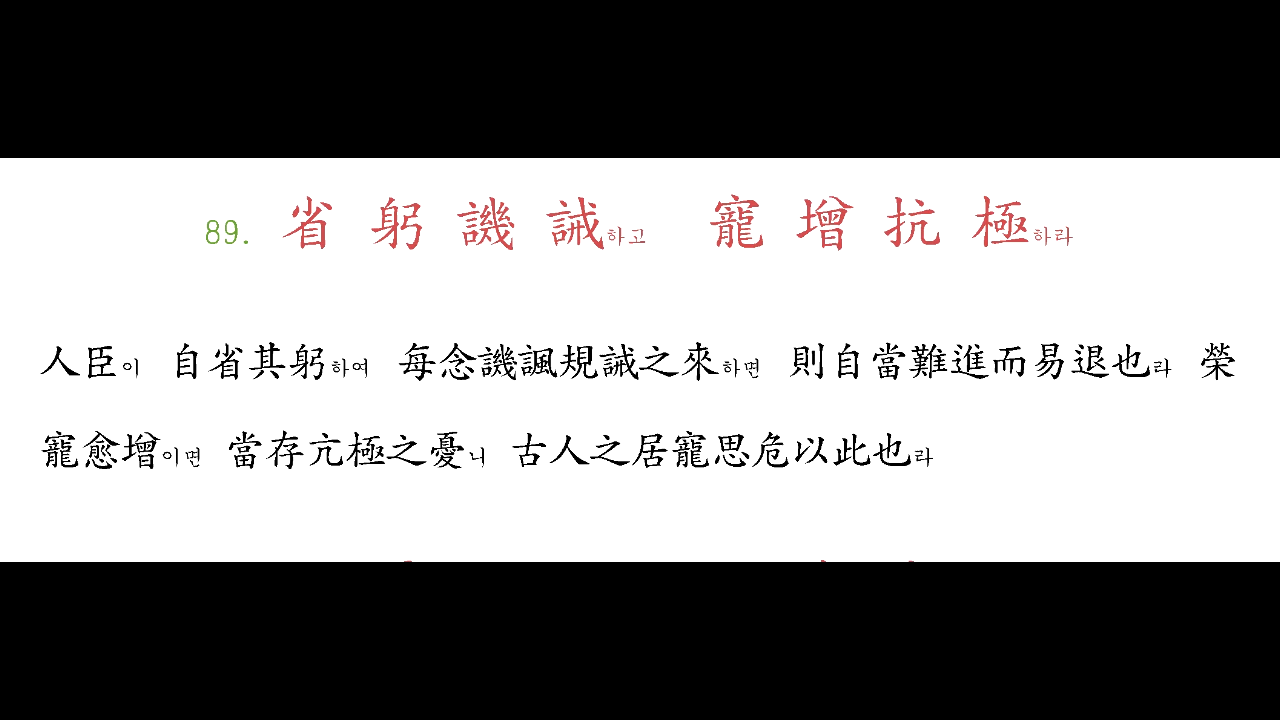 89. 省 躬 譏 誡하고 寵 增 抗 極하라
人臣이 自省其躬하여 每念譏諷規誡之來하면 則自當難進而易退也라 榮
寵愈增이면 當存亢極之憂니 古人之居寵思危以此也라